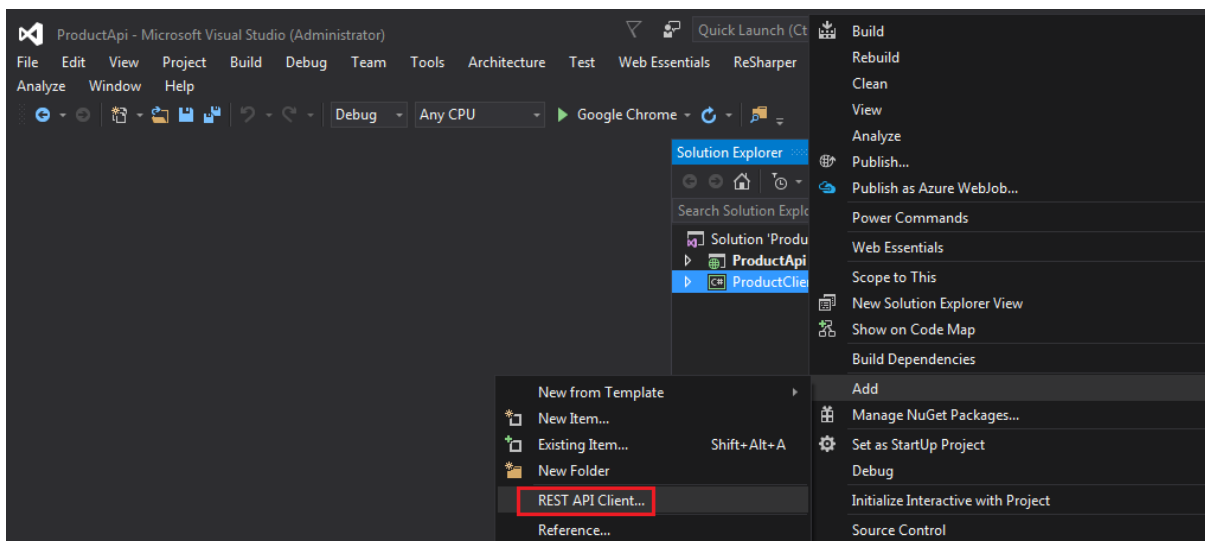 ProductApi - Microsoft Visual Studio (Administrator)
Quick Launch (Ct
File Edit View Project Build Debug Team Tools Architecture Test Web Essentials ReSharper
Analyze Window Help
Debug Any CPU Google Chrome
Solution Explorer
Search Solution Explo
Solution 'Produ
ProductApi
C# ProductClie
Build
Rebuild
Clean
View
Analyze
Publish...
Publish as Azure WebJob...
Power Commands
Web Essentials
Scope to This
New Solution Explorer View
Show on Code Map
Build Dependencies
Add
Manage NuGet Packages...
Set as StartUp Project
Debug
Initialize Interactive with Project
Source Control
New from Template
New Item...
Existing Item... Shift+Alt+A
New Folder
REST API Client...
Reference...